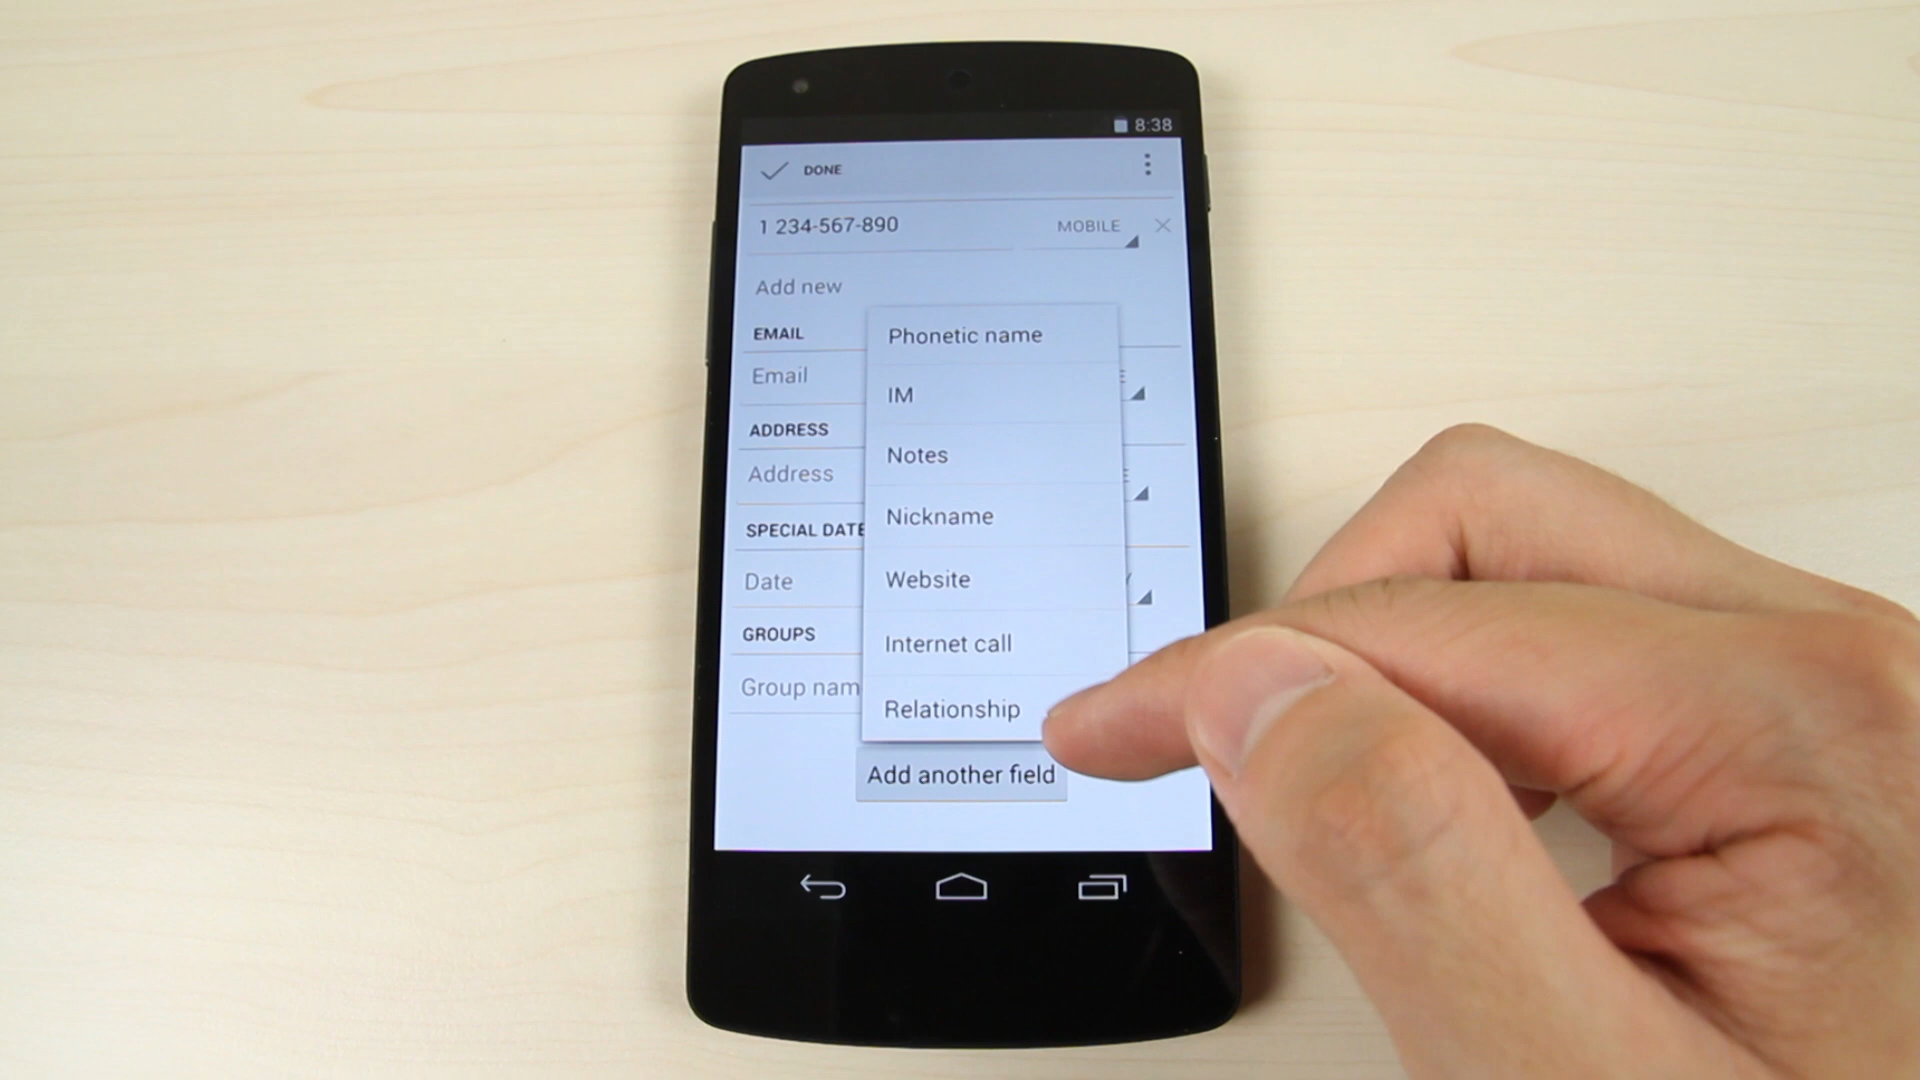 8:38
DONE
1 234-567-890 MOBILE
Add new
EMAIL
Email
ADDRESS
Address
SPECIAL DATE
Date
GROUPS
Group nam
Phonetic name
IM
Notes
Nickname
Website
Internet call
Relationship
Add another field